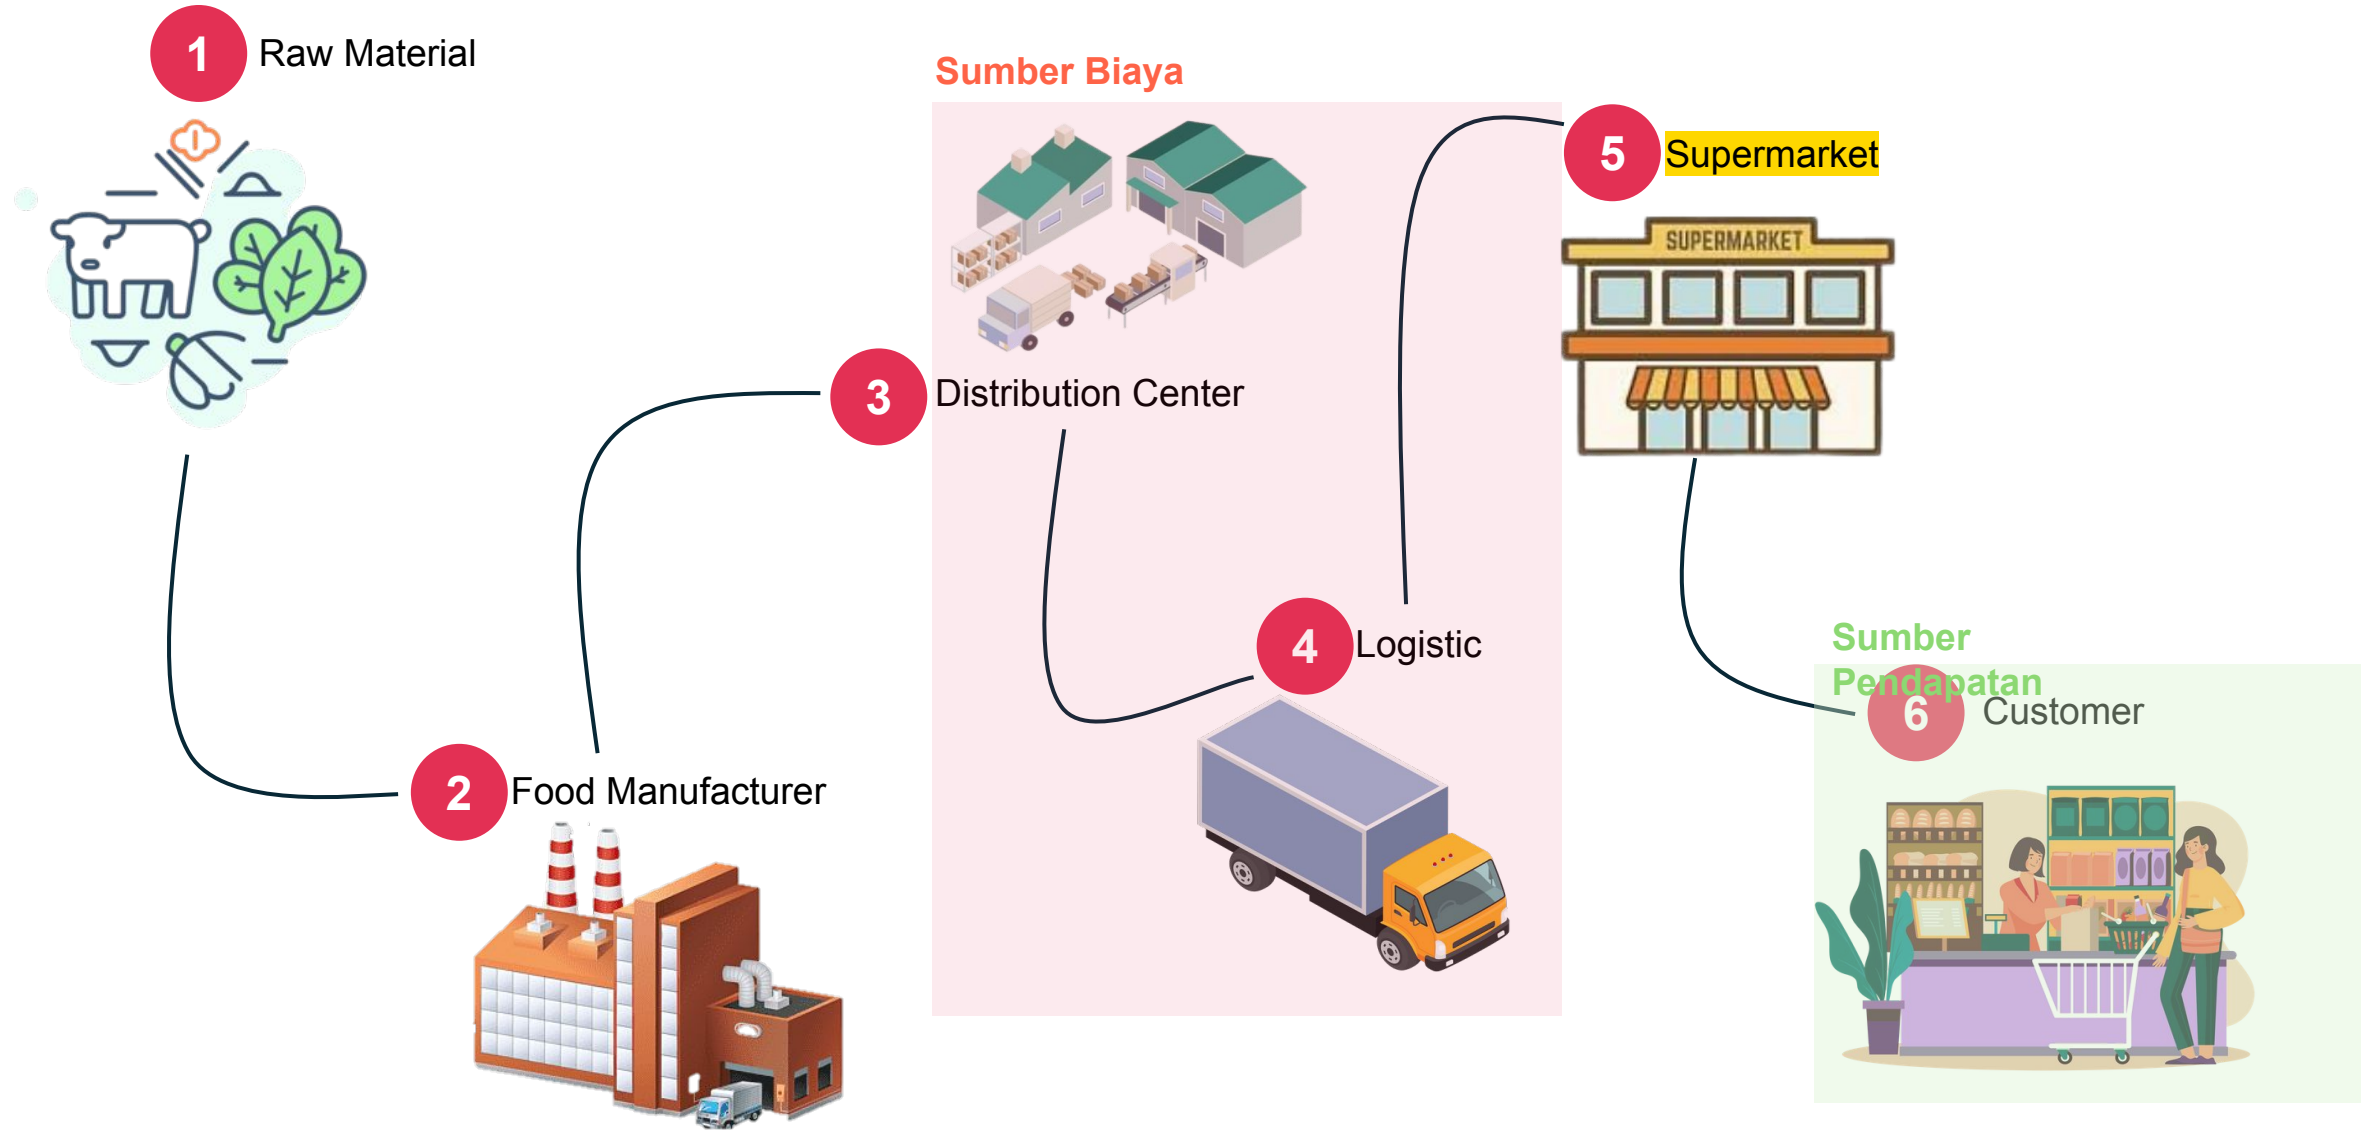 1
Raw Material
2
Food Manufacturer
Sumber Biaya
3
Distribution Center
4
Logistic
5
Supermarket
SUPERMARKET
Sumber
Pendapatan
6
Customer